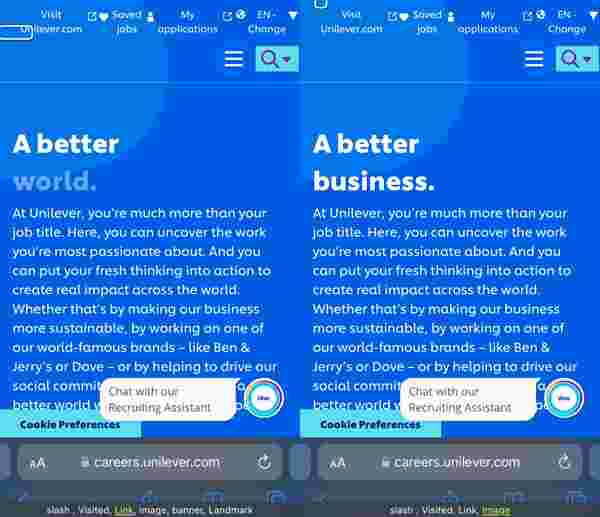 Visit Unilever.com
Saved jobs
My applications
EN - Change
A better
world.
At Unilever, you're much more than your
job title. Here, you can uncover the work
you're most passionate about. And you
can put your fresh thinking into action to
create real impact across the world.
Whether that's by making our business
more sustainable, by working on one of
our world-famous brands – like Ben &
Jerry's or Dove – or by helping to drive our
social commit
better world
Chat with our
Recruiting Assistant
Cookie Preferences
AA
careers.unilever.com
slash , Visited, Link, image, banner, Landmark
Visit Unilever.com
Saved jobs
My applications
EN - Change
A better
business.
At Unilever, you're much more than your
job title. Here, you can uncover the work
you're most passionate about. And you
can put your fresh thinking into action to
create real impact across the world.
Whether that's by making our business
more sustainable, by working on one of
our world-famous brands – like Ben &
Jerry's or Dove – or by helping to drive our
social commit
better world
Chat with our
Recruiting Assistant
Cookie Preferences
AA
careers.unilever.com
slash , Visited, Link, Image